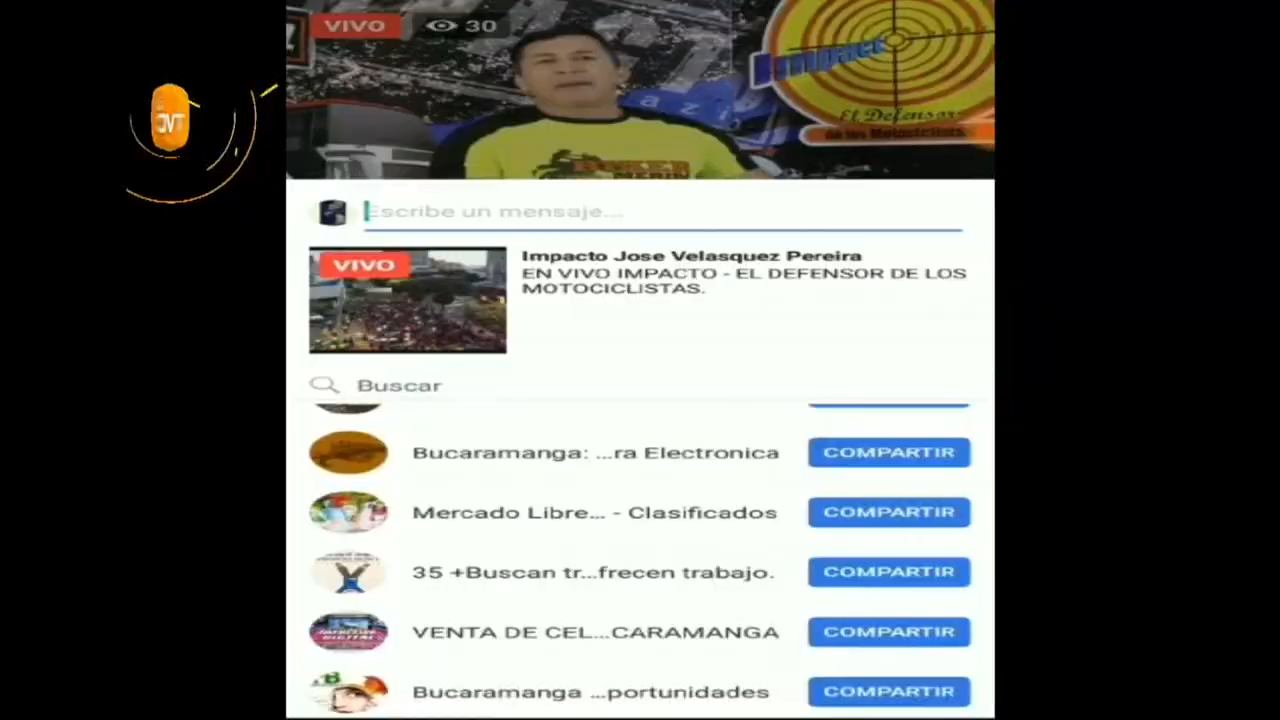 VIVO
30
Impact
El Defensor
de los Motociclistas
CVT
Escribe un mensaje...
VIVO
Impacto Jose Velasquez Pereira
EN VIVO IMPACTO - EL DEFENSOR DE LOS
MOTOCICLISTAS.
Buscar
Bucaramanga: ...ra Electronica
COMPARTIR
Mercado Libre... - Clasificados
COMPARTIR
35 +Buscan tr...frecen trabajo.
COMPARTIR
VENTA DE CEL...CARAMANGA
COMPARTIR
Bucaramanga ...portunidades
COMPARTIR